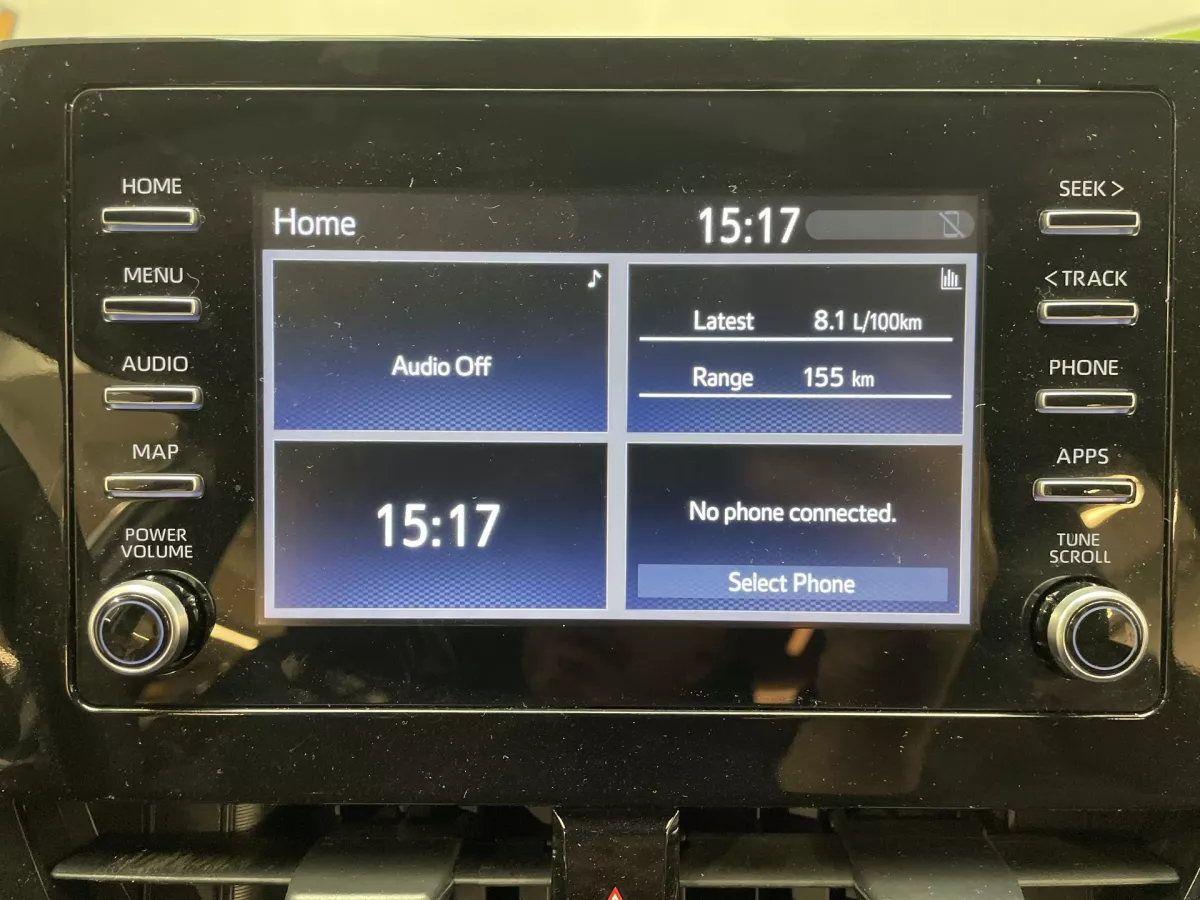 HOME
MENU
AUDIO
MAP
POWER
VOLUME
Home 15:17
Audio Off
Latest 8.1 L/100km
Range 155 km
15:17
No phone connected.
Select Phone
SEEK >
< TRACK
PHONE
APPS
TUNE
SCROLL